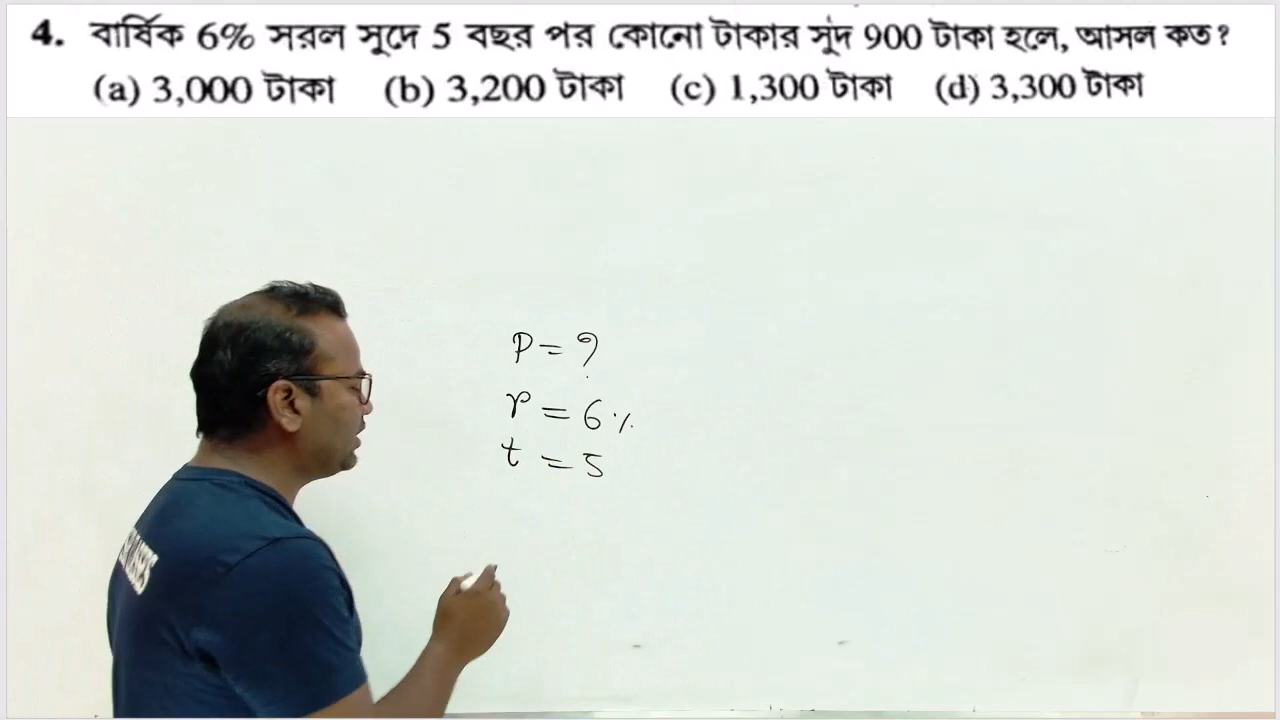 4. বার্ষিক 6% সরল সুদে 5 বছর পর কোনো টাকার সুদ 900 টাকা হলে, আসল কত?
(a) 3,000 টাকা (b) 3,200 টাকা (c) 1,300 টাকা (d) 3,300 টাকা
P = ?
r = 6%
t = 5